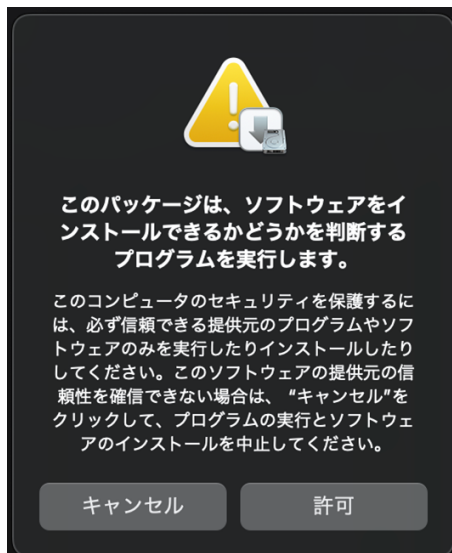 このパッケージは、ソフトウェアをイ
ンストールできるかどうかを判断する
プログラムを実行します。
このコンピュータのセキュリティを保護するに
は、必ず信頼できる提供元のプログラムやソフ
トウェアのみを実行したりインストールしたり
してください。このソフトウェアの提供元の信
頼性を確信できない場合は、 “キャンセル”を
クリックして、プログラムの実行とソフトウェ
アのインストールを中止してください。
キャンセル
許可